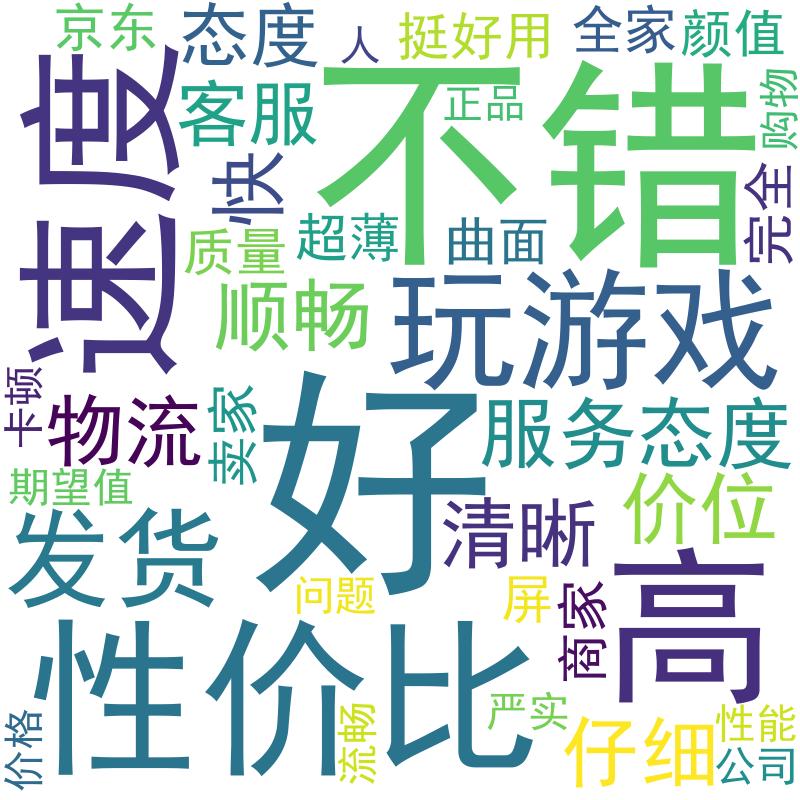 京东
态度
人
挺好用
全家
颜值
速度
客服
不错
正品
购物
快
完全
质量
超薄
曲面
顺畅
玩游戏
卡顿
物流
卖家
好
服务态度
期望值
发货
清晰
价位
问题
屏
商家
高
性价比
价格
流畅
严实
仔细
性能
公司